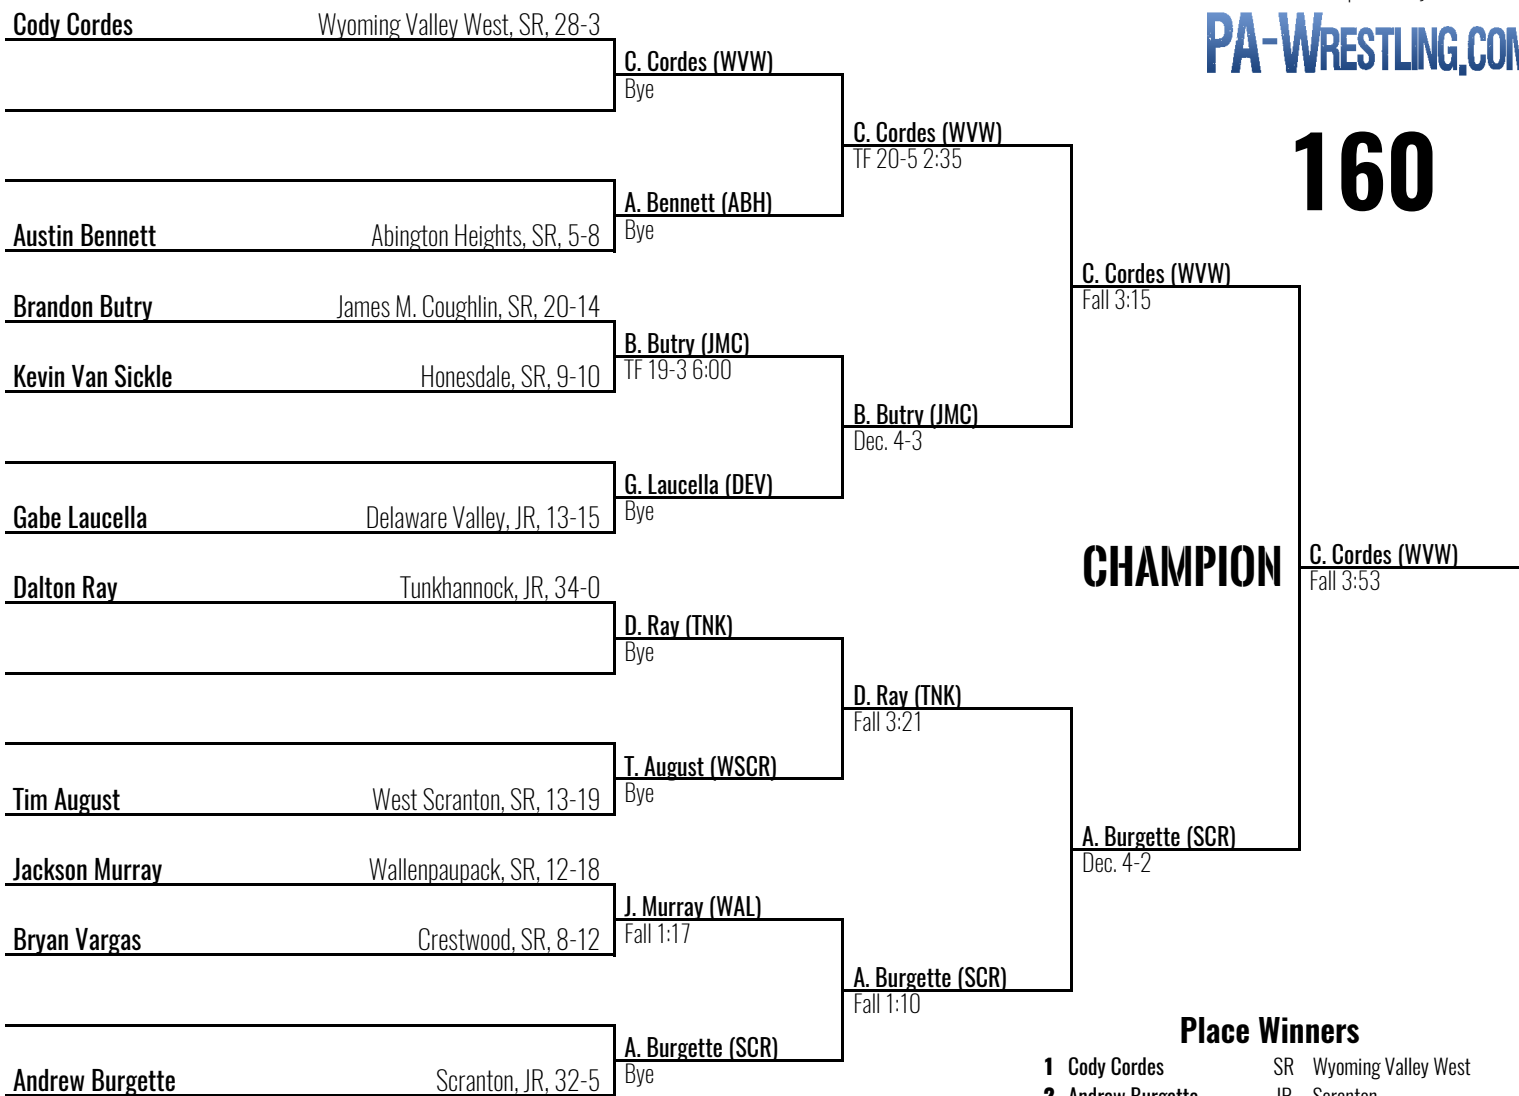 Cody Cordes Wyoming Valley West, SR, 28-3
C. Cordes (WVW)
Bye
PA-WRESTLING.COM
160
C. Cordes (WVW)
TF 20-5 2:35
A. Bennett (ABH)
Bye
Austin Bennett Abington Heights, SR, 5-8
C. Cordes (WVW)
Fall 3:15
Brandon Butry James M. Coughlin, SR, 20-14
B. Butry (JMC)
TF 19-3 6:00
Kevin Van Sickle Honesdale, SR, 9-10
B. Butry (JMC)
Dec. 4-3
G. Laucella (DEV)
Bye
Gabe Laucella Delaware Valley, JR, 13-15
CHAMPION
C. Cordes (WVW)
Fall 3:53
Dalton Ray Tunkhannock, JR, 34-0
D. Ray (TNK)
Bye
D. Ray (TNK)
Fall 3:21
T. August (WSCR)
Bye
Tim August West Scranton, SR, 13-19
A. Burgette (SCR)
Dec. 4-2
Jackson Murray Wallenpaupack, SR, 12-18
J. Murray (WAL)
Fall 1:17
Bryan Vargas Crestwood, SR, 8-12
A. Burgette (SCR)
Fall 1:10
A. Burgette (SCR)
Bye
Andrew Burgette Scranton, JR, 32-5
Place Winners
1 Cody Cordes SR Wyoming Valley West
2 Andrew Burgette JR Scranton